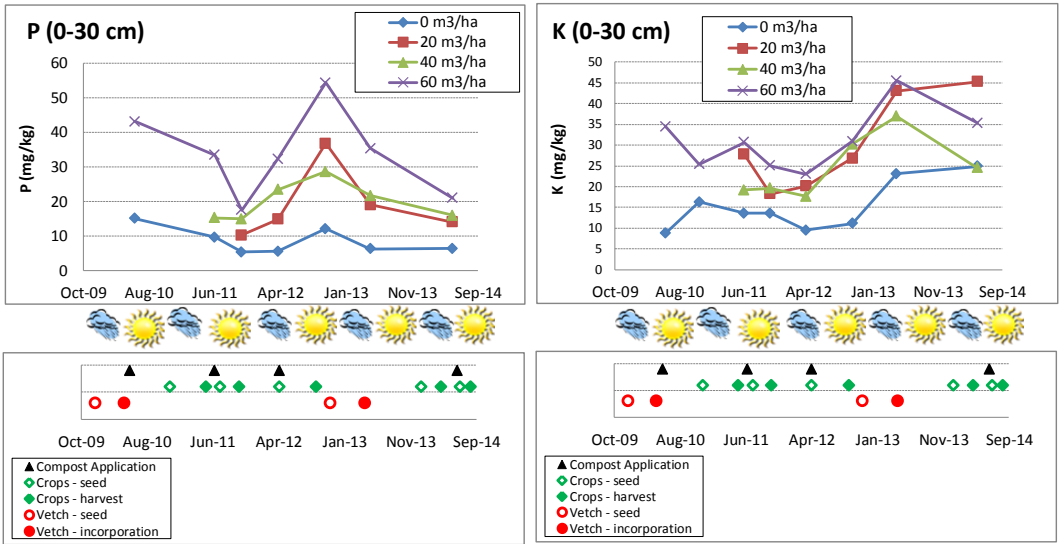 P (0-30 cm)
0 m3/ha
20 m3/ha
40 m3/ha
60 m3/ha
P (mg/kg)
60
50
40
30
20
10
0
Oct-09 Aug-10 Jun-11 Apr-12 Jan-13 Nov-13 Sep-14
K (0-30 cm)
0 m3/ha
20 m3/ha
40 m3/ha
60 m3/ha
K (mg/kg)
50
45
40
35
30
25
20
15
10
5
0
Oct-09 Aug-10 Jun-11 Apr-12 Jan-13 Nov-13 Sep-14
Oct-09 Aug-10 Jun-11 Apr-12 Jan-13 Nov-13 Sep-14
Compost Application
Crops - seed
Crops - harvest
Vetch - seed
Vetch - incorporation
Oct-09 Aug-10 Jun-11 Apr-12 Jan-13 Nov-13 Sep-14
Compost Application
Crops - seed
Crops - harvest
Vetch - seed
Vetch - incorporation